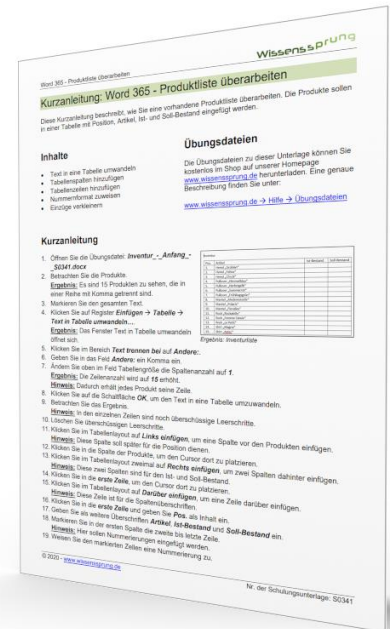 Wissenssprung
Word 365 - Produktliste überarbeiten
Kurzanleitung: Word 365 - Produktliste überarbeiten
Diese Kurzanleitung beschreibt, wie Sie eine vorhandene Produktliste überarbeiten. Die Produkte sollen
in einer Tabelle mit Position, Artikel, Ist- und Soll-Bestand eingefügt werden.
Inhalte
• Text in eine Tabelle umwandeln
• Tabellenspalten hinzufügen
• Tabellenzeilen hinzufügen
• Nummernformat zuweisen
• Einzüge verkleinern
Übungsdateien
Die Übungsdateien zu dieser Unterlage können Sie
kostenlos im Shop auf unserer Homepage
www.wissenssprung.de herunterladen. Eine genaue
Beschreibung finden Sie unter:
www.wissenssprung.de → Hilfe → Übungsdateien
Kurzanleitung
1. Öffnen Sie die Übungsdatei: Inventur_-_Anfang_-
_S0341.docx
2. Betrachten Sie die Produkte.
Ergebnis: Es sind 15 Produkten zu sehen, die in
einer Reihe mit Komma getrennt sind.
3. Markieren Sie den gesamten Text.
4. Klicken Sie auf Register Einfügen → Tabelle →
Text in Tabelle umwandeln…
Ergebnis: Das Fenster Text in Tabelle umwandeln
öffnet sich.
5. Klicken Sie im Bereich Text trennen bei auf Andere:.
6. Geben Sie in das Feld Andere: ein Komma ein.
7. Ändern Sie oben im Feld Tabellengröße die Spaltenanzahl auf 1.
Ergebnis: Die Zeilenanzahl wird auf 15 erhöht.
Hinweis: Dadurch erhält jedes Produkt seine Zeile.
8. Klicken Sie auf die Schaltfläche OK, um den Text in eine Tabelle umzuwandeln.
9. Betrachten Sie das Ergebnis.
Hinweis: In den einzelnen Zeilen sind noch überschüssige Leerschritte.
10. Löschen Sie überschüssigen Leerschritte.
11. Klicken Sie im Tabellenlayout auf Links einfügen, um eine Spalte vor den Produkten einfügen.
Hinweis: Diese Spalte soll später für die Position dienen.
12. Klicken Sie in die Spalte der Produkte, um den Cursor dort zu platzieren.
13. Klicken Sie im Tabellenlayout zweimal auf Rechts einfügen, um zwei Spalten dahinter einfügen.
Hinweis: Diese zwei Spalten sind für den Ist- und Soll-Bestand.
14. Klicken Sie in die erste Zeile, um den Cursor dort zu platzieren.
15. Klicken Sie im Tabellenlayout auf Darüber einfügen, um eine Zeile darüber einfügen.
Hinweis: Diese Zeile ist für die Spaltenüberschriften.
16. Klicken Sie in die erste Zeile und geben Sie Pos. als Inhalt ein.
17. Geben Sie als weitere Überschriften Artikel, Ist-Bestand und Soll-Bestand ein.
18. Markieren Sie in der ersten Spalte die zweite bis letzte Zeile.
Hinweis: Hier sollen Nummerierungen eingefügt werden.
19. Weisen Sie den markierten Zellen eine Nummerierung zu.
Ergebnis: Inventurliste
© 2020 - www.wissenssprung.de
Nr. der Schulungsunterlage: S0341